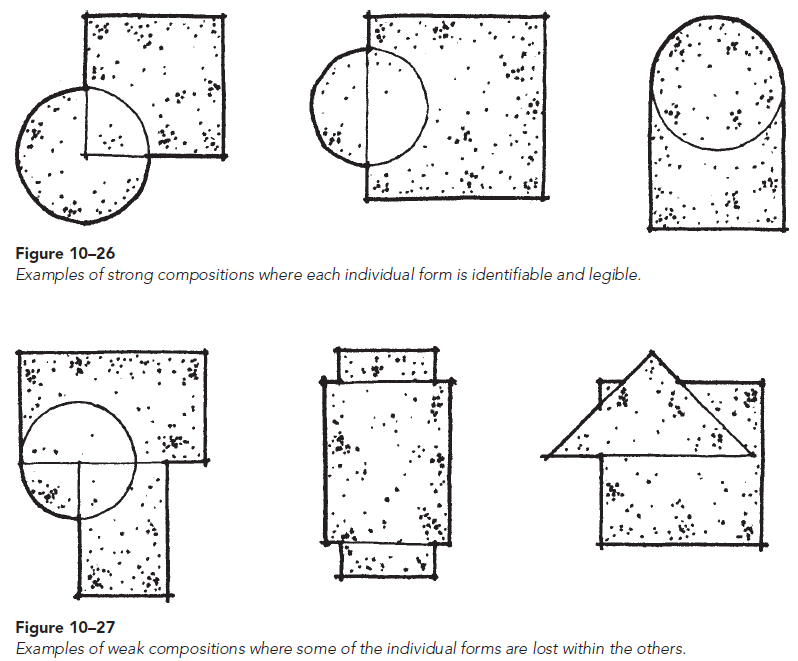 Figure 10–26
Examples of strong compositions where each individual form is identifiable and legible.
Figure 10–27
Examples of weak compositions where some of the individual forms are lost within the others.